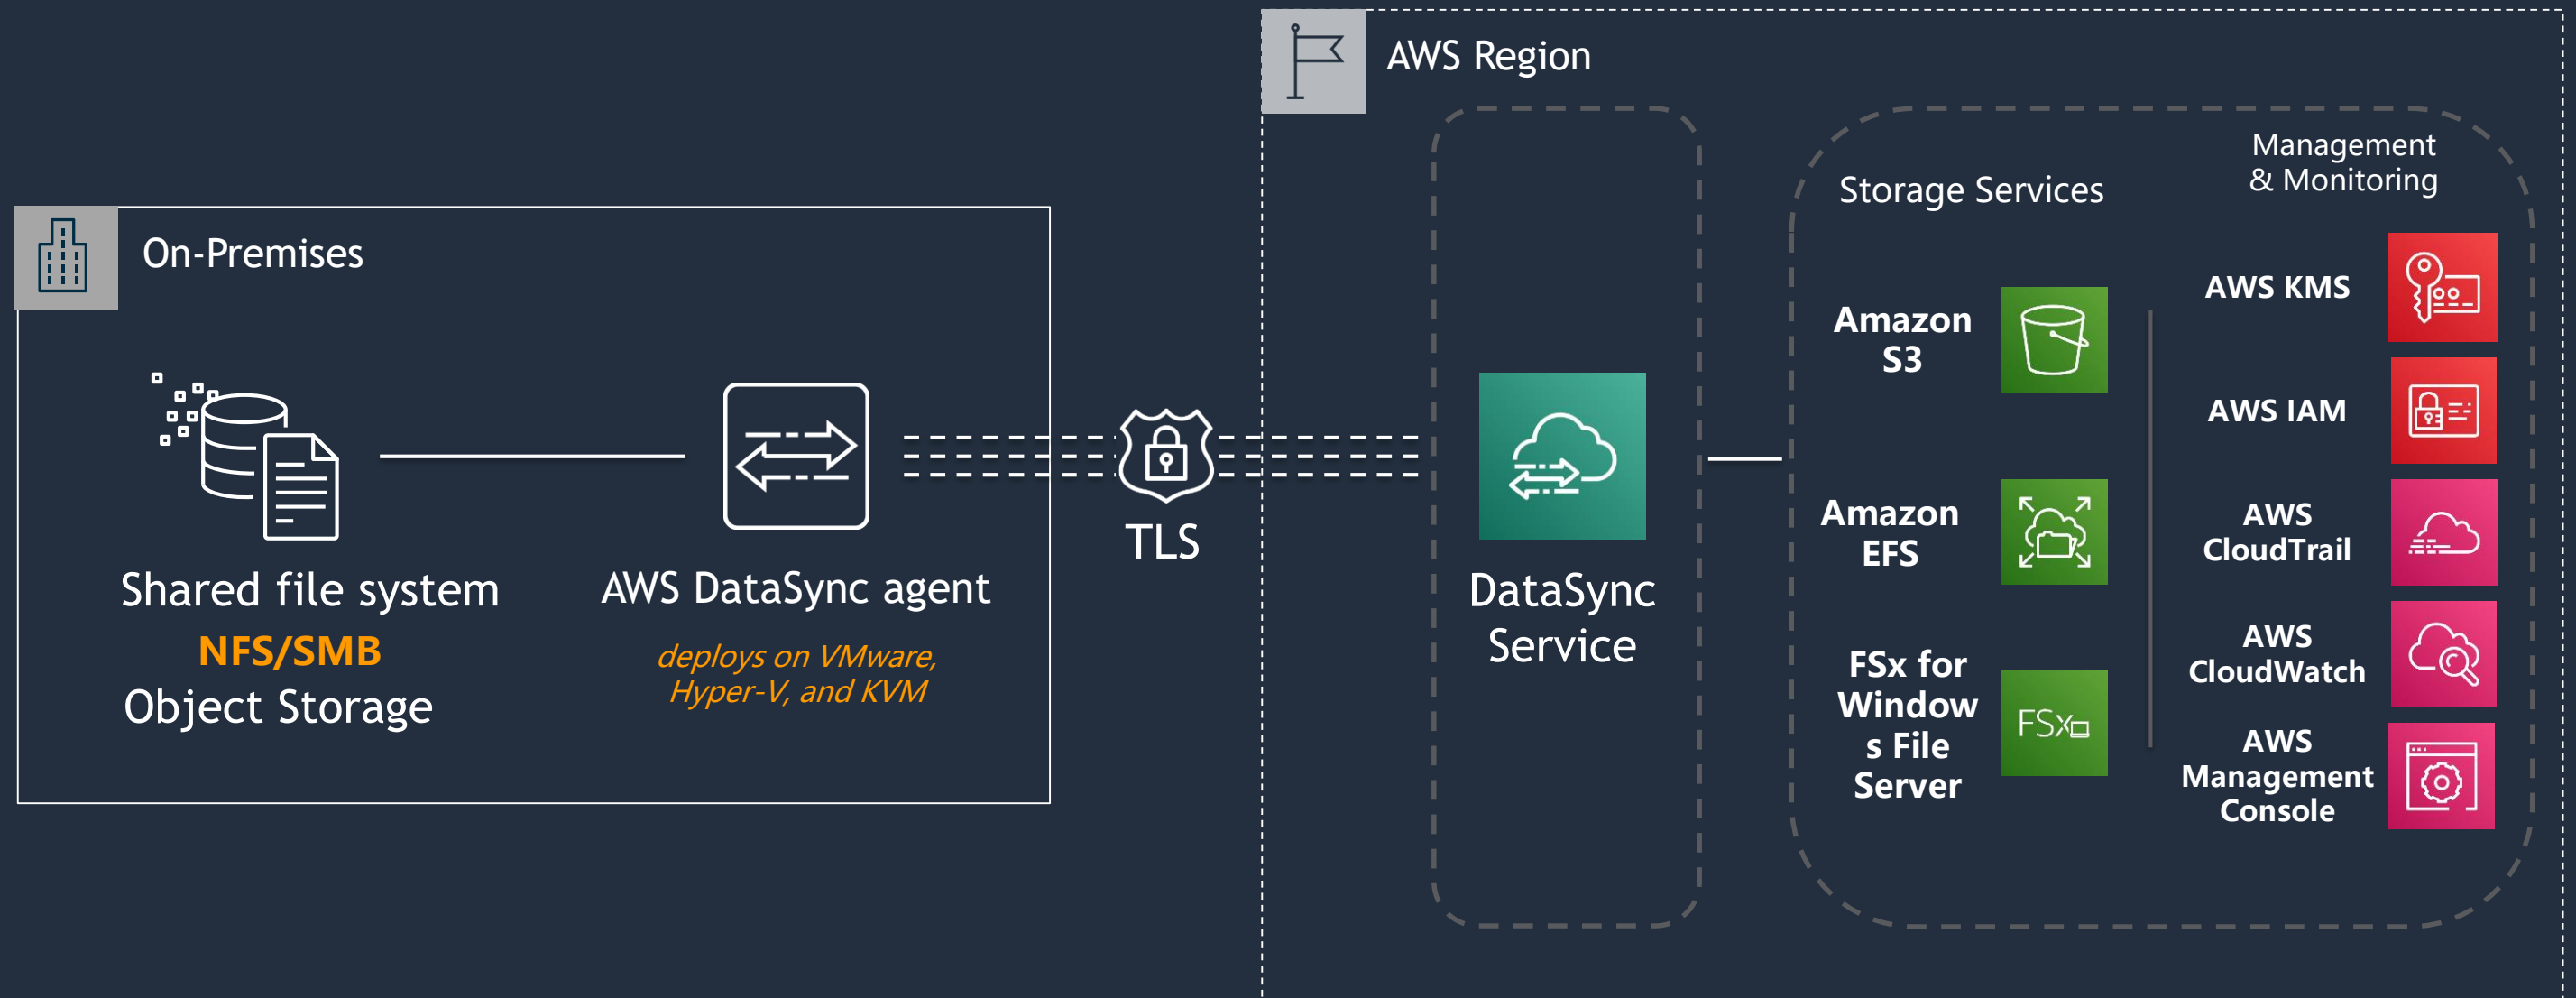 AWS Region
On-Premises
Shared file system
NFS/SMB
Object Storage
AWS DataSync agent
deploys on VMware,
Hyper-V, and KVM
TLS
DataSync
Service
Storage Services
Amazon
S3
Amazon
EFS
FSx for
Window
s File
Server
FSx
Management
& Monitoring
AWS KMS
AWS IAM
AWS
CloudTrail
AWS
CloudWatch
AWS
Management
Console